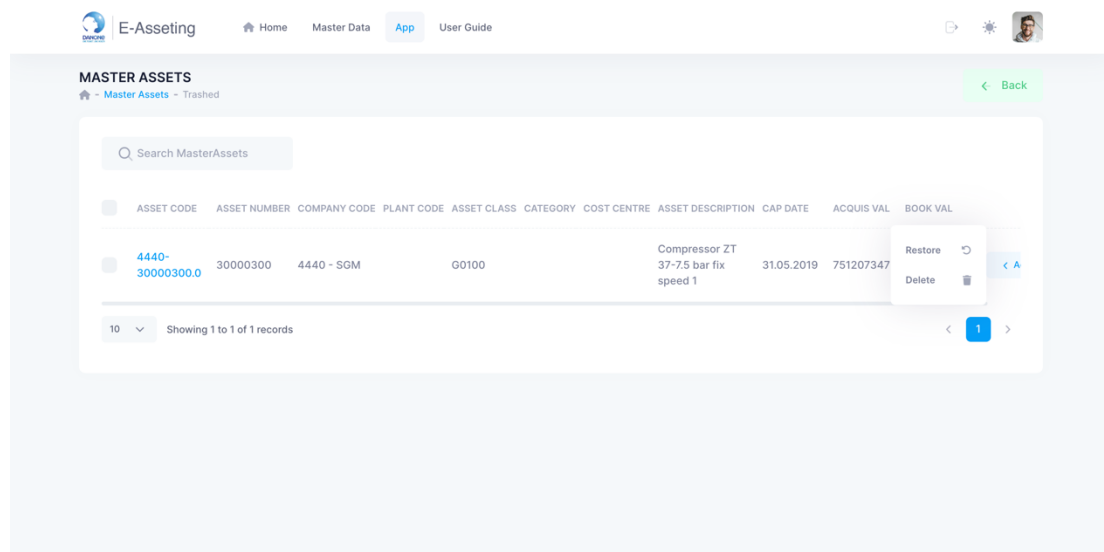 DANONE
E-Asseting
Home
Master Data
App
User Guide
MASTER ASSETS
- Master Assets - Trashed
Back
Search MasterAssets
ASSET CODE ASSET NUMBER COMPANY CODE PLANT CODE ASSET CLASS CATEGORY COST CENTRE ASSET DESCRIPTION CAP DATE ACQUIS VAL BOOK VAL
4440-
30000300.0
30000300
4440 - SGM
G0100
Compressor ZT
37-7.5 bar fix
speed 1
31.05.2019
751207347
Restore
Delete
A
10
Showing 1 to 1 of 1 records
1